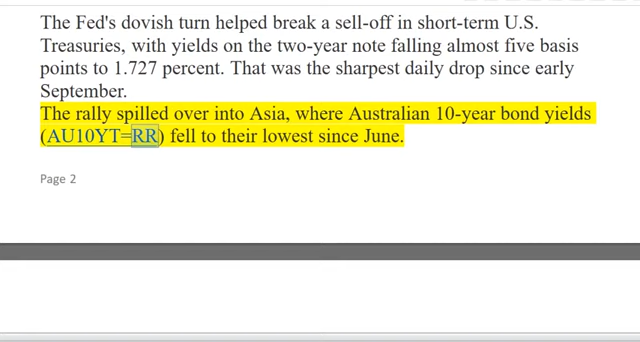 The Fed's dovish turn helped break a sell-off in short-term U.S.
Treasuries, with yields on the two-year note falling almost five basis
points to 1.727 percent. That was the sharpest daily drop since early
September.
The rally spilled over into Asia, where Australian 10-year bond yields
(AU10YT=RR) fell to their lowest since June.
Page 2